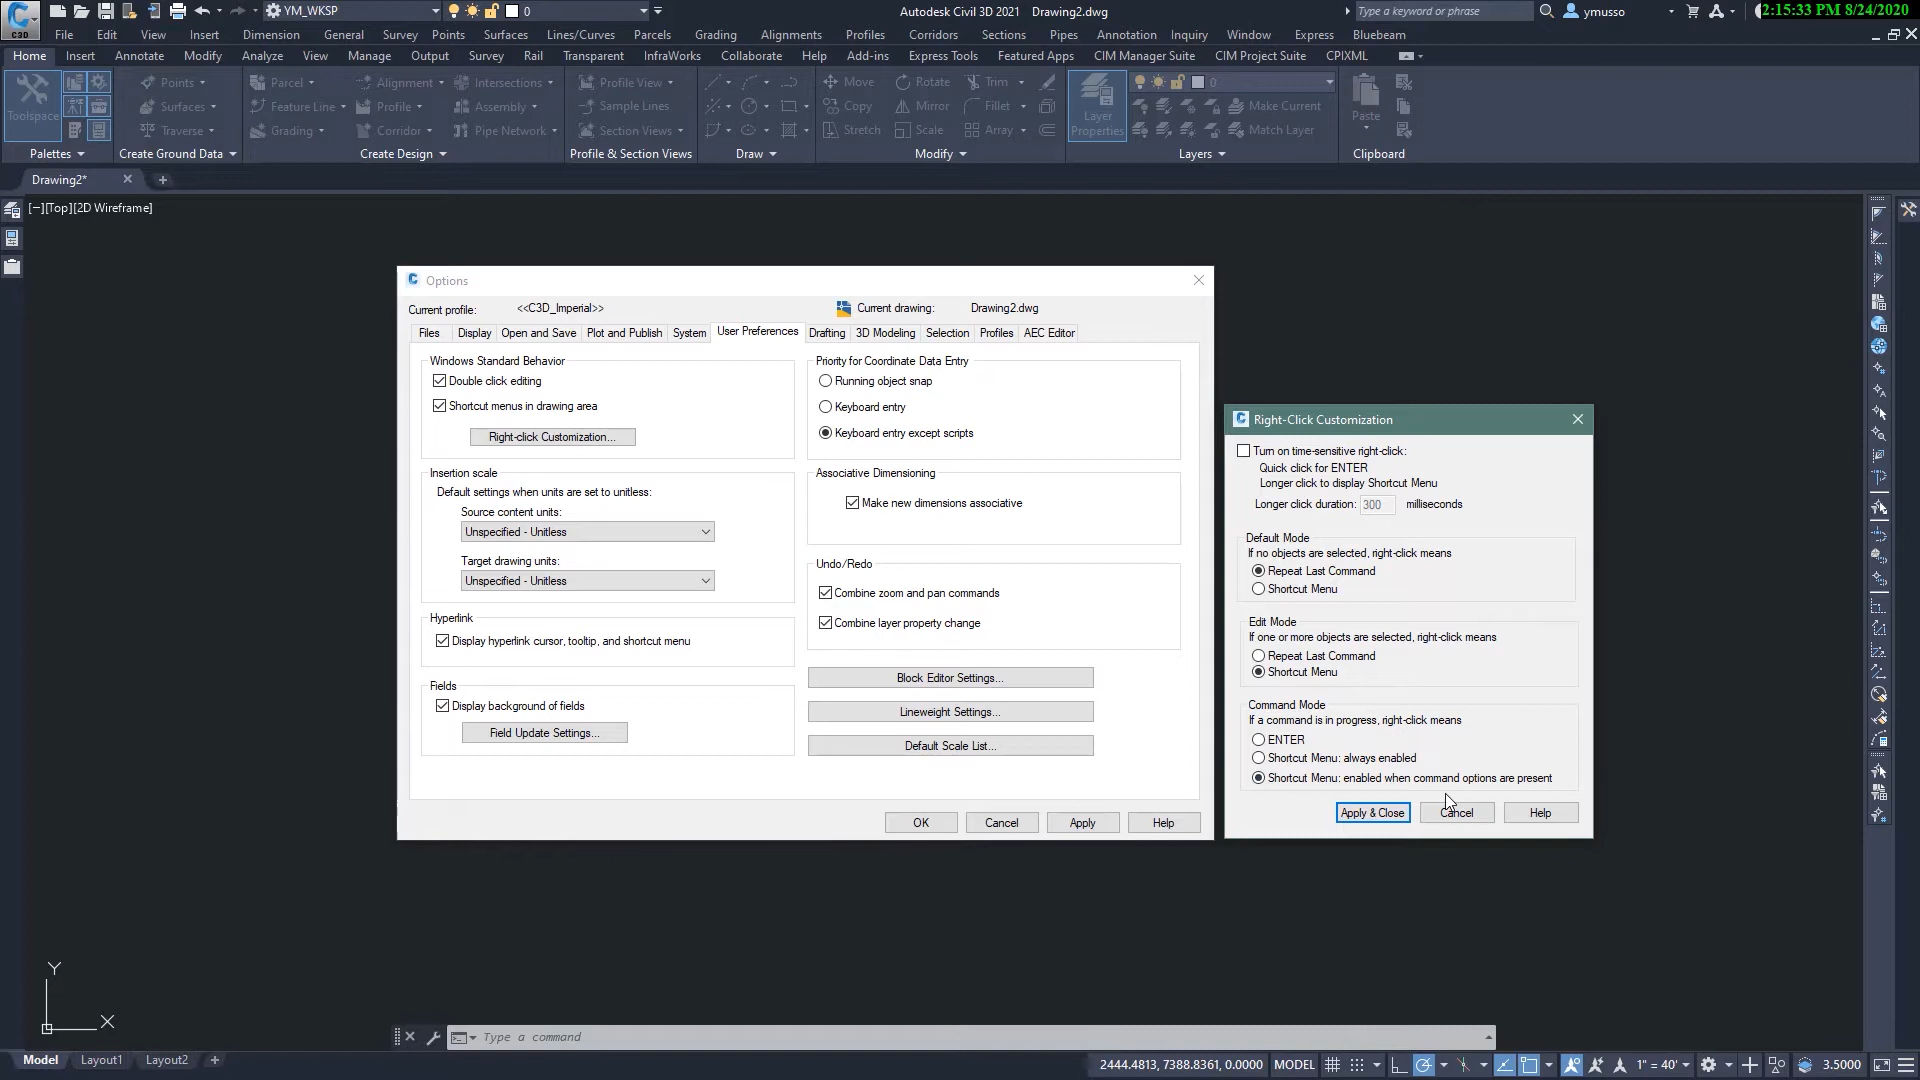 C3D
YM_WKSP
0
Autodesk Civil 3D 2021 Drawing2.dwg
Type a keyword or phrase
ymusso
2:15:33 PM 8/24/2020
File Edit View Insert Dimension General Survey Points Surfaces Lines/Curves Parcels Grading Alignments Profiles Corridors Sections Pipes Annotation Inquiry Window Express Bluebeam
Home Insert Annotate Modify Analyze View Manage Output Survey Rail Transparent InfraWorks Collaborate Help Add-ins Express Tools Featured Apps CIM Manager Suite CIM Project Suite CPIXML
Points Parcel Alignment Intersections Profile View Move Rotate Trim 0
Toolspace Surfaces Feature Line Profile Assembly Sample Lines Copy Mirror Fillet Layer Properties Make Current Paste
Traverse Grading Corridor Pipe Network Section Views Stretch Scale Array Match Layer
Palettes Create Ground Data Create Design Profile & Section Views Draw Modify Layers Clipboard
Drawing2*
[−][Top][2D Wireframe]
Options
Current profile: <<C3D_Imperial>> Current drawing: Drawing2.dwg
Files Display Open and Save Plot and Publish System User Preferences Drafting 3D Modeling Selection Profiles AEC Editor
Windows Standard Behavior
Double click editing
Shortcut menus in drawing area
Right-click Customization...
Insertion scale
Default settings when units are set to unitless:
Source content units:
Unspecified - Unitless
Target drawing units:
Unspecified - Unitless
Hyperlink
Display hyperlink cursor, tooltip, and shortcut menu
Fields
Display background of fields
Field Update Settings...
Priority for Coordinate Data Entry
Running object snap
Keyboard entry
Keyboard entry except scripts
Associative Dimensioning
Make new dimensions associative
Undo/Redo
Combine zoom and pan commands
Combine layer property change
Block Editor Settings...
Lineweight Settings...
Default Scale List...
OK Cancel Apply Help
Right-Click Customization
Turn on time-sensitive right-click:
Quick click for ENTER
Longer click to display Shortcut Menu
Longer click duration: 300 milliseconds
Default Mode
If no objects are selected, right-click means
Repeat Last Command
Shortcut Menu
Edit Mode
If one or more objects are selected, right-click means
Repeat Last Command
Shortcut Menu
Command Mode
If a command is in progress, right-click means
ENTER
Shortcut Menu: always enabled
Shortcut Menu: enabled when command options are present
Apply & Close Cancel Help
Y
X
Type a command
Model Layout1 Layout2
2444.4813, 7388.8361, 0.0000 MODEL 1" = 40' 3.5000